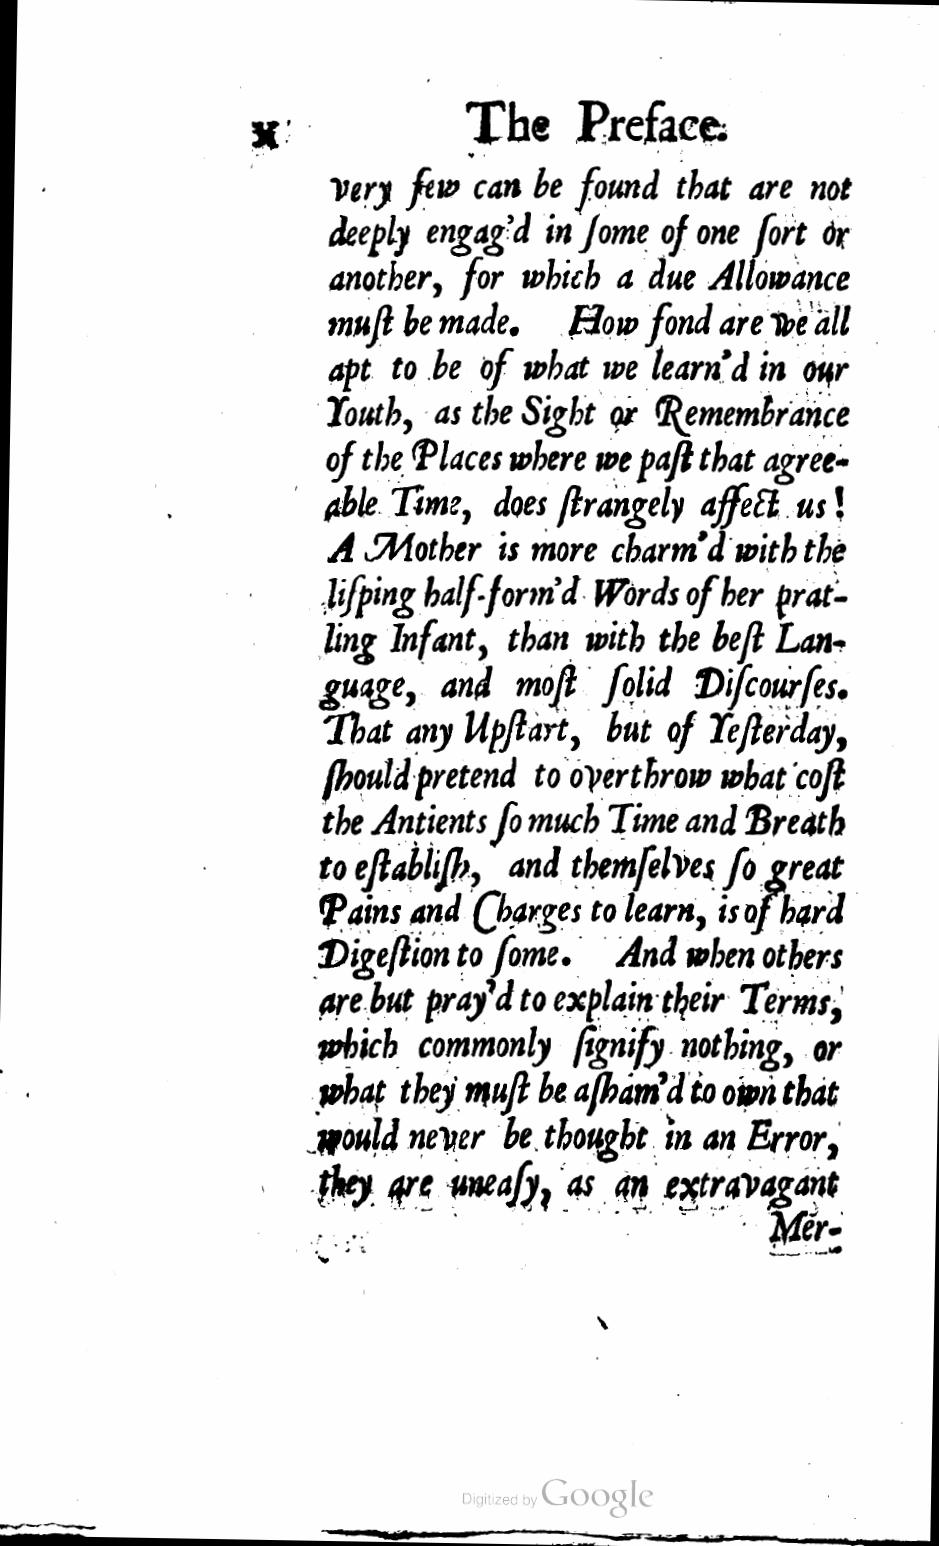 x The Preface.
very few can be found that are not
deeply engag'd in ſome of one ſort or
another, for which a due Allowance
muſt be made. How fond are we all
apt to be of what we learn'd in our
Youth, as the Sight or Remembrance
of the Places where we paſt that agree-
able Time, does ſtrangely affect us!
A Mother is more charm'd with the
liſping half-form'd Words of her prat-
ling Infant, than with the beſt Lan-
guage, and moſt ſolid Diſcourſes.
That any Upſtart, but of Yeſterday,
ſhould pretend to overthrow what coſt
the Antients ſo much Time and Breath
to eſtabliſh, and themſelves ſo great
Pains and Charges to learn, is of hard
Digeſtion to ſome. And when others
are but pray'd to explain their Terms,
which commonly ſignify nothing, or
what they muſt be aſham'd to own that
would never be thought in an Error,
they are uneaſy, as an extravagant
Mer-
Digitized by Google